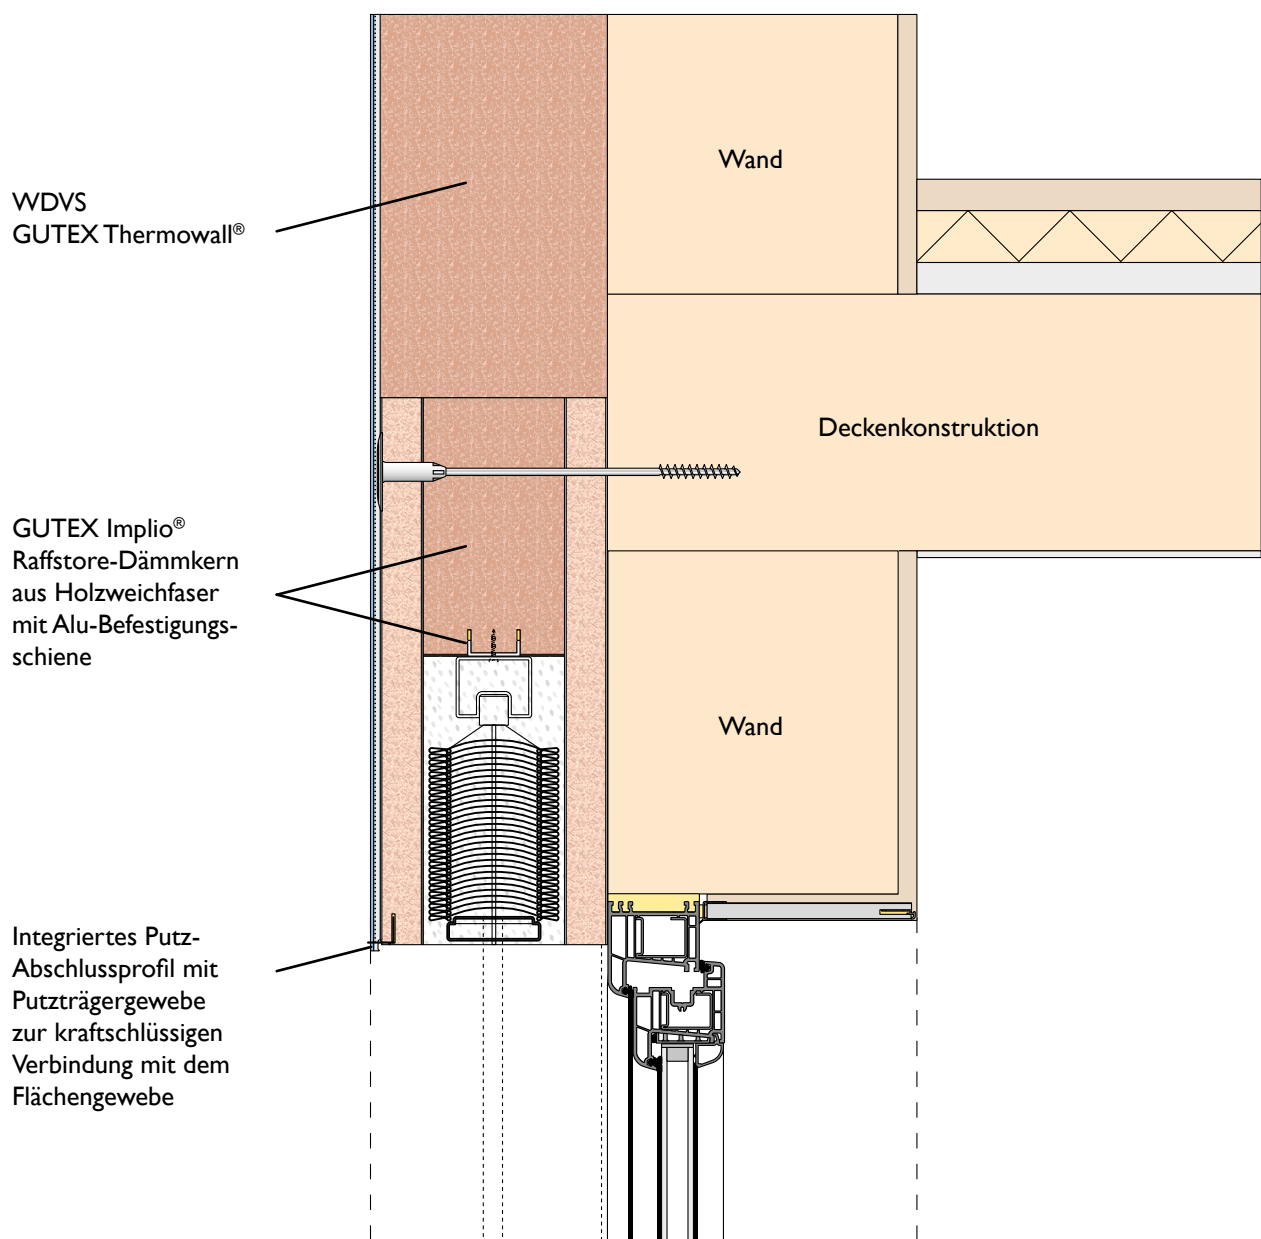 Wand
WDVS
GUTEX Thermowall®
Deckenkonstruktion
GUTEX Implio®
Raffstore-Dämmkern
aus Holzweichfaser
mit Alu-Befestigungs-
schiene
Wand
Integriertes Putz-
Abschlussprofil mit
Putzträgergewebe
zur kraftschlüssigen
Verbindung mit dem
Flächengewebe